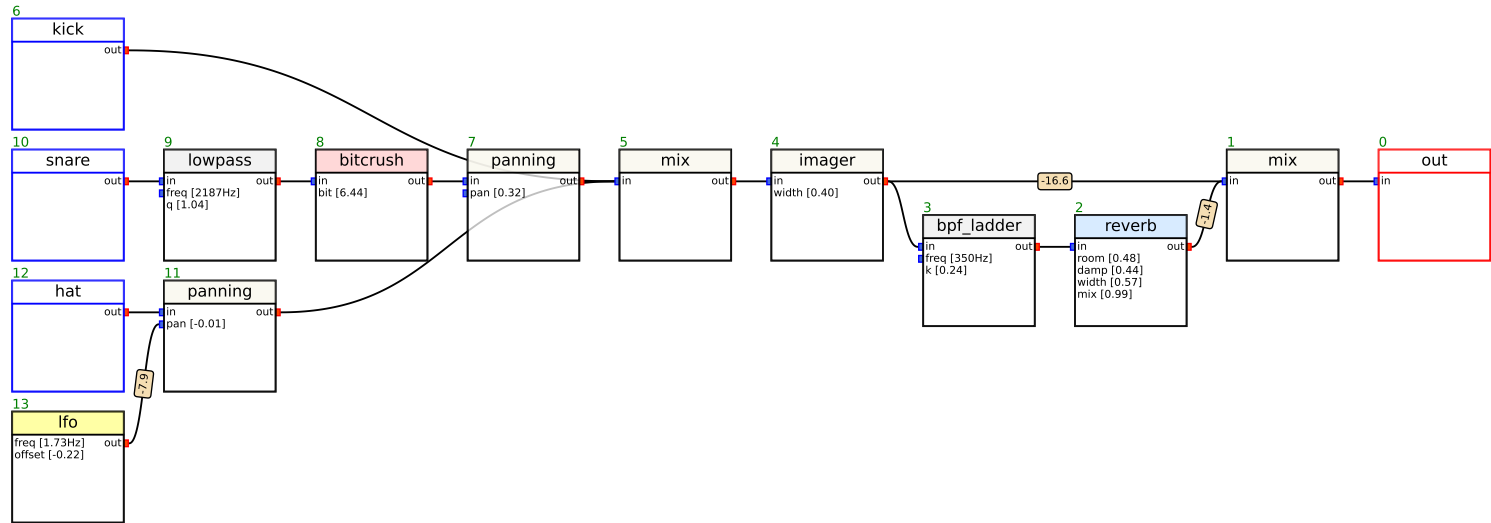 6
kick
out
10
snare
out
9
lowpass
in
out
freq [2187Hz]
q [1.04]
8
bitcrush
in
out
bit [6.44]
7
panning
in
out
pan [0.32]
5
mix
in
out
4
imager
in
out
width [0.40]
-16.6
1
mix
in
out
0
out
in
3
bpf_ladder
in
out
freq [350Hz]
k [0.24]
2
reverb
in
out
room [0.48]
damp [0.44]
width [0.57]
mix [0.99]
-1.4
12
hat
out
11
panning
in
out
pan [-0.01]
-7.9
13
lfo
freq [1.73Hz]
out
offset [-0.22]